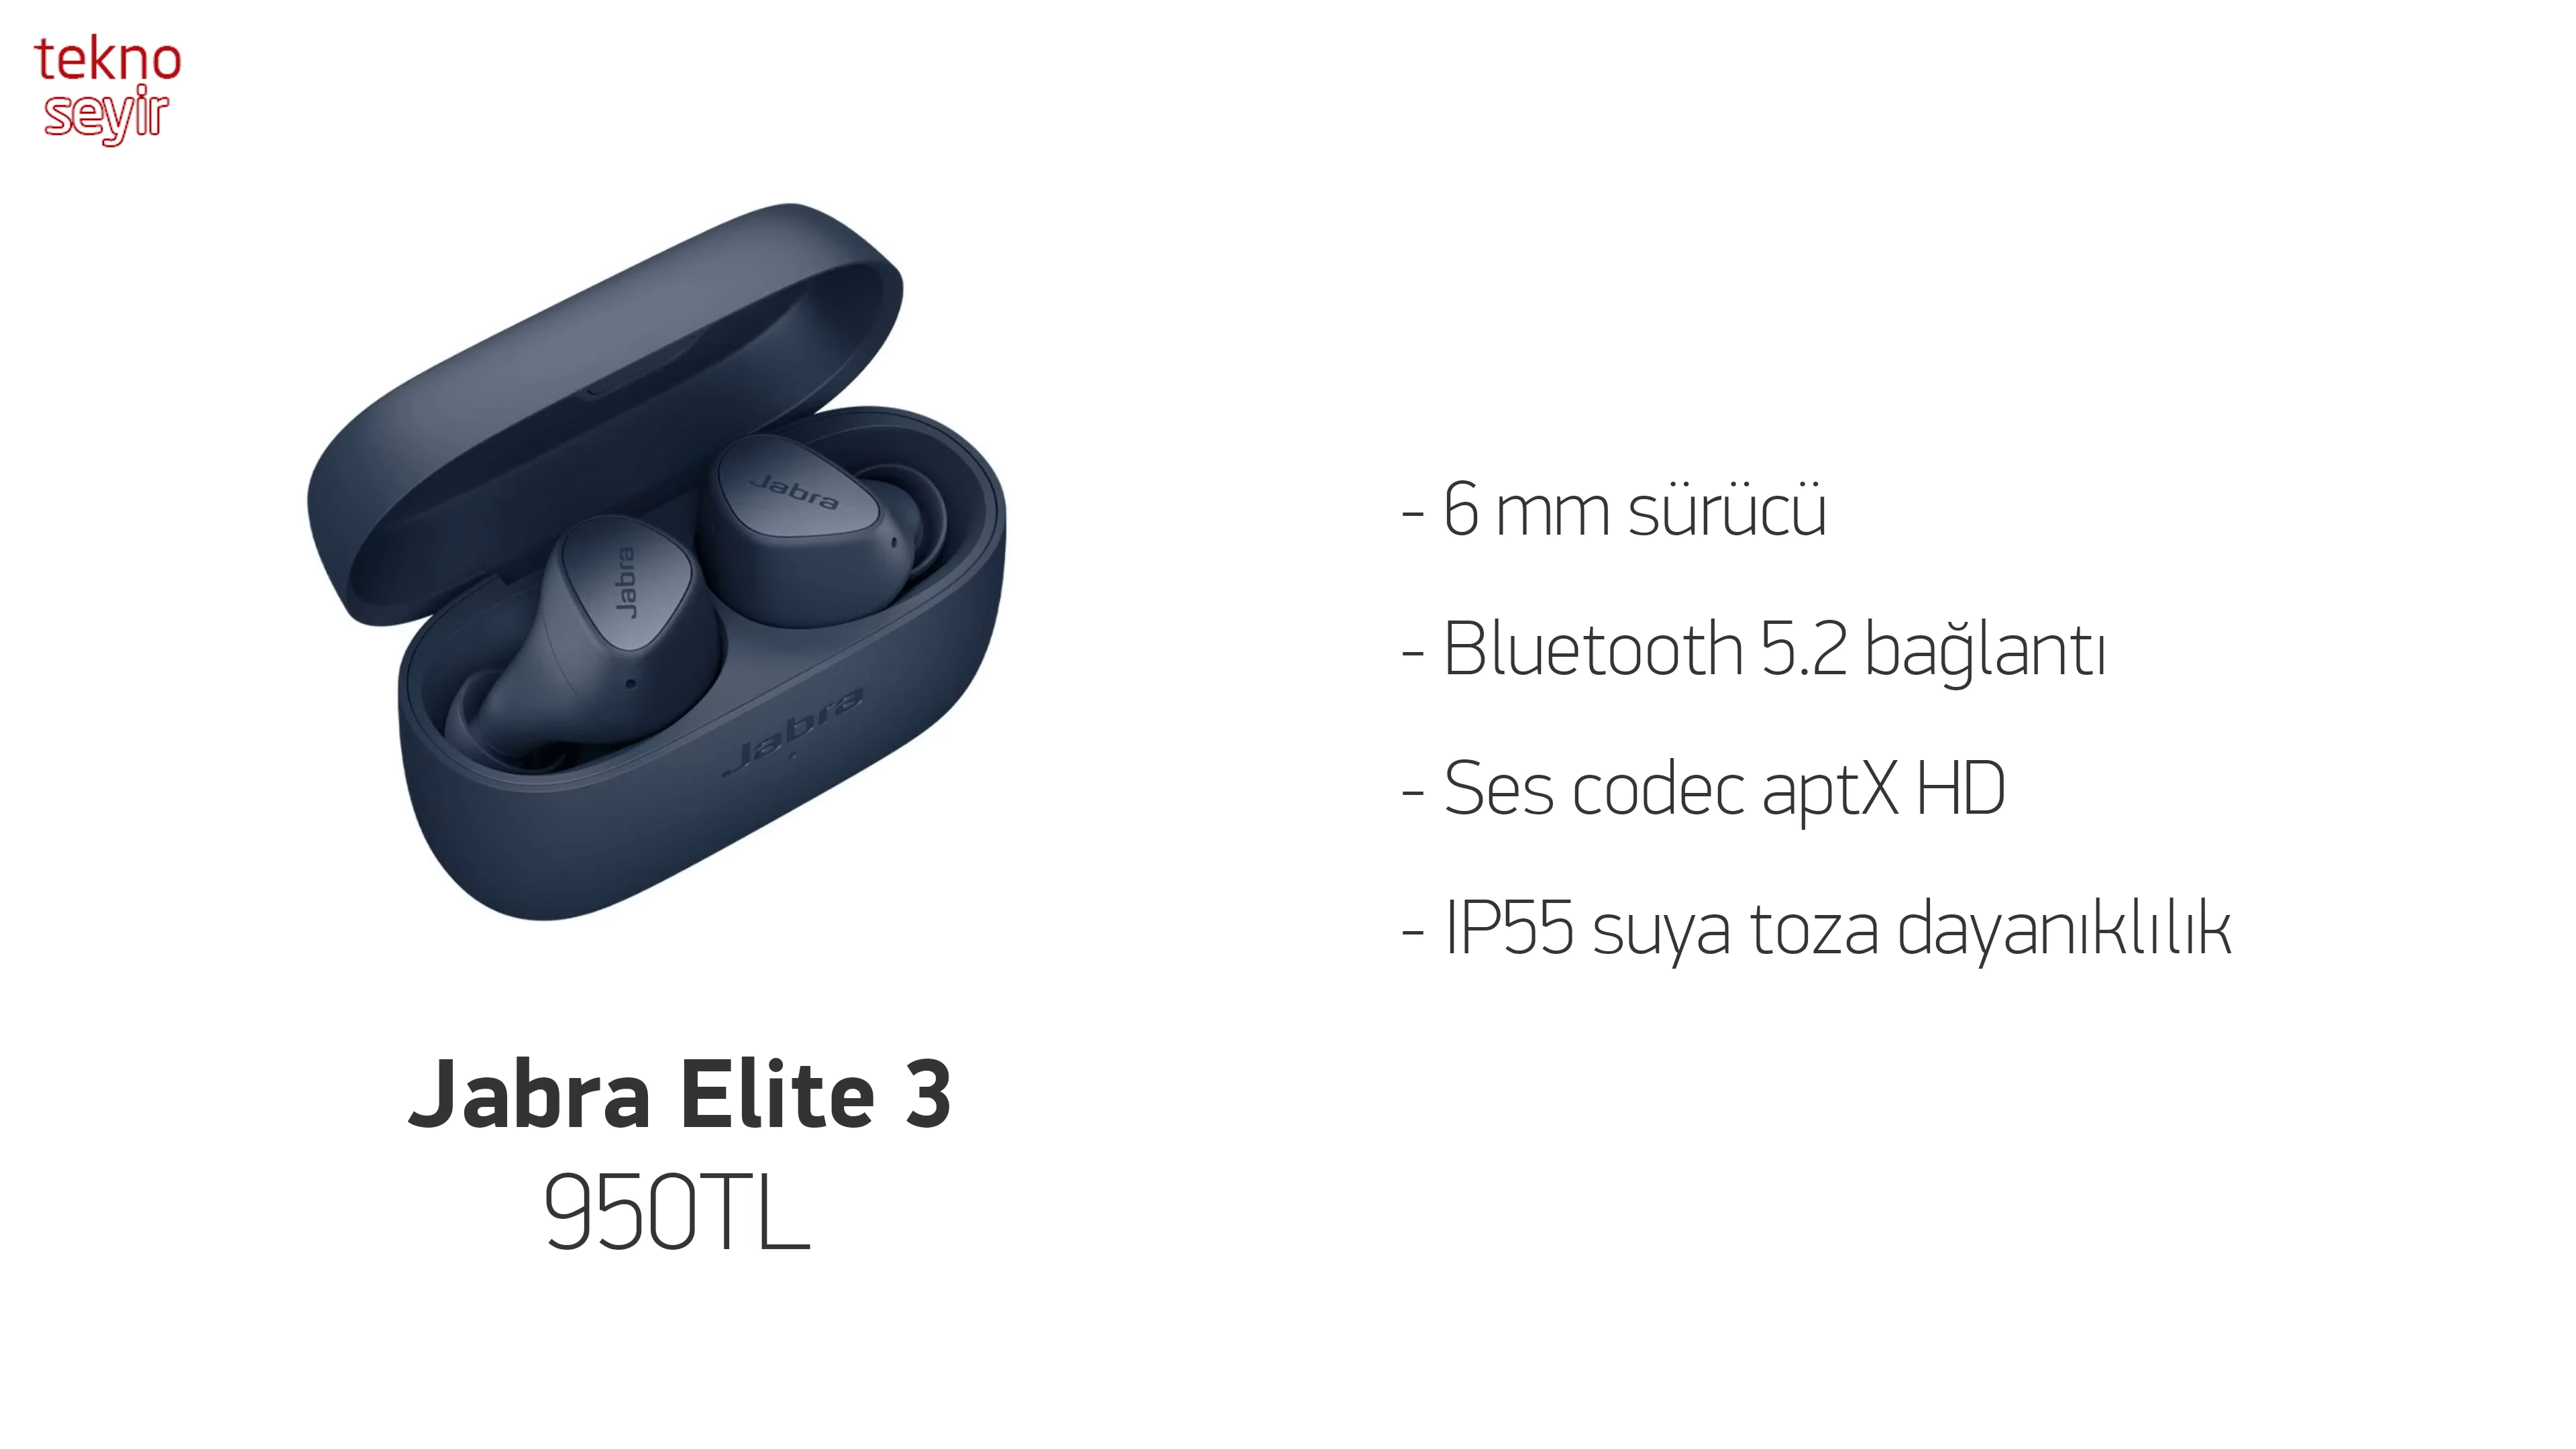 tekno
seyir
Jabra
Jabra
Jabra
Jabra Elite 3
950TL
- 6 mm sürücü
- Bluetooth 5.2 bağlantı
- Ses codec aptX HD
- IP55 suya toza dayanıklılık